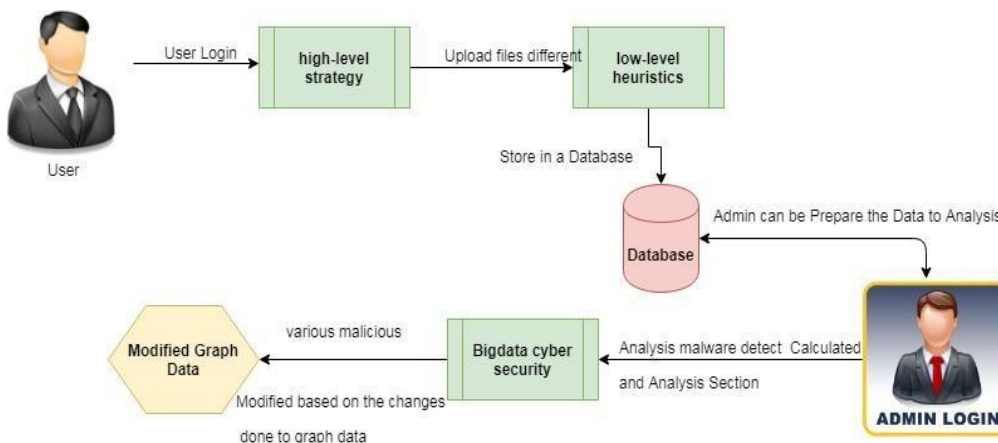 User Login
high-level
strategy
Upload files different
low-level
heuristics
User
Store in a Database
Database
Admin can be Prepare the Data to Analysis
ADMIN LOGIN
Analysis malware detect Calculated
and Analysis Section
Bigdata cyber
security
various malicious
Modified based on the changes
done to graph data
Modified Graph
Data